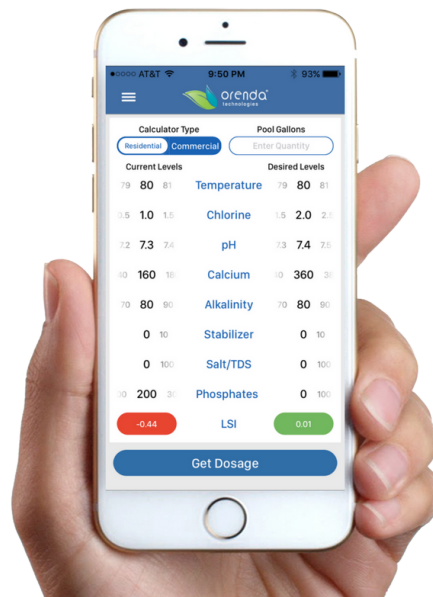 AT&T 9:50 PM 93%
orenda
technologies
Calculator Type Pool Gallons
Residential Commercial Enter Quantity
Current Levels Desired Levels
79 80 81 Temperature 79 80 81
0.5 1.0 1.5 Chlorine 1.5 2.0
7.2 7.3 7.4 pH 7.3 7.4 7.5
160 Calcium 360
70 80 90 Alkalinity 70 80 90
0 10 Stabilizer 0 10
0 100 Salt/TDS 0 100
200 Phosphates 0 100
-0.44 LSI 0.01
Get Dosage